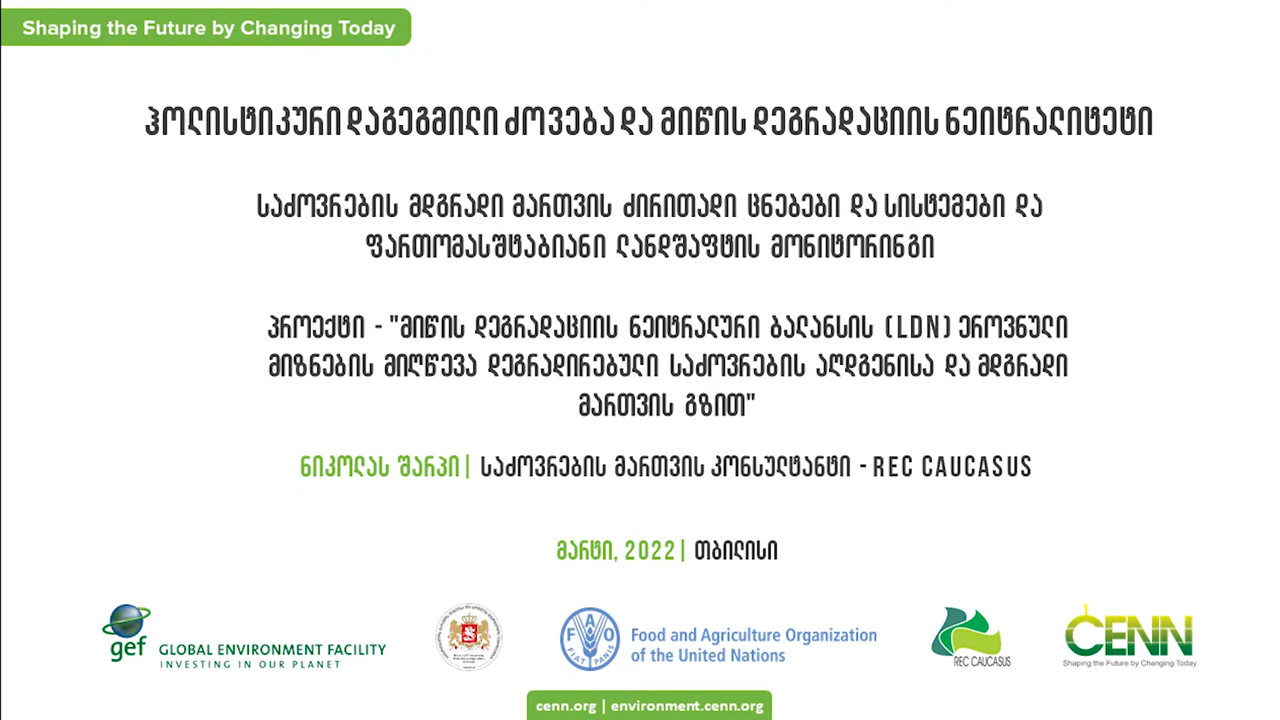 Shaping the Future by Changing Today
ჰოლისტიკური დაგეგმილი ძოვება და მიწის დეგრადაციის ნეიტრალიტეტი
საძოვრების მდგრადი მართვის ძირითადი ცნებები და სისტემები და
ფართომასშტაბიანი ლანდშაფტის მონიტორინგი
პროექტი - "მიწის დეგრადაციის ნეიტრალური ბალანსის (LDN) ეროვნული
მიზნების მიღწევა დეგრადირებული საძოვრების აღდგენისა და მდგრადი
მართვის გზით"
ნიკოლას შარპი| საძოვრების მართვის კონსულტანტი - REC CAUCASUS
მარტი, 2022| თბილისი
gef GLOBAL ENVIRONMENT FACILITY
INVESTING IN OUR PLANET
FAO
FIAT PANIS
Food and Agriculture Organization
of the United Nations
REC CAUCASUS
CENN
Shaping the Future by Changing Today
cenn.org | environment.cenn.org